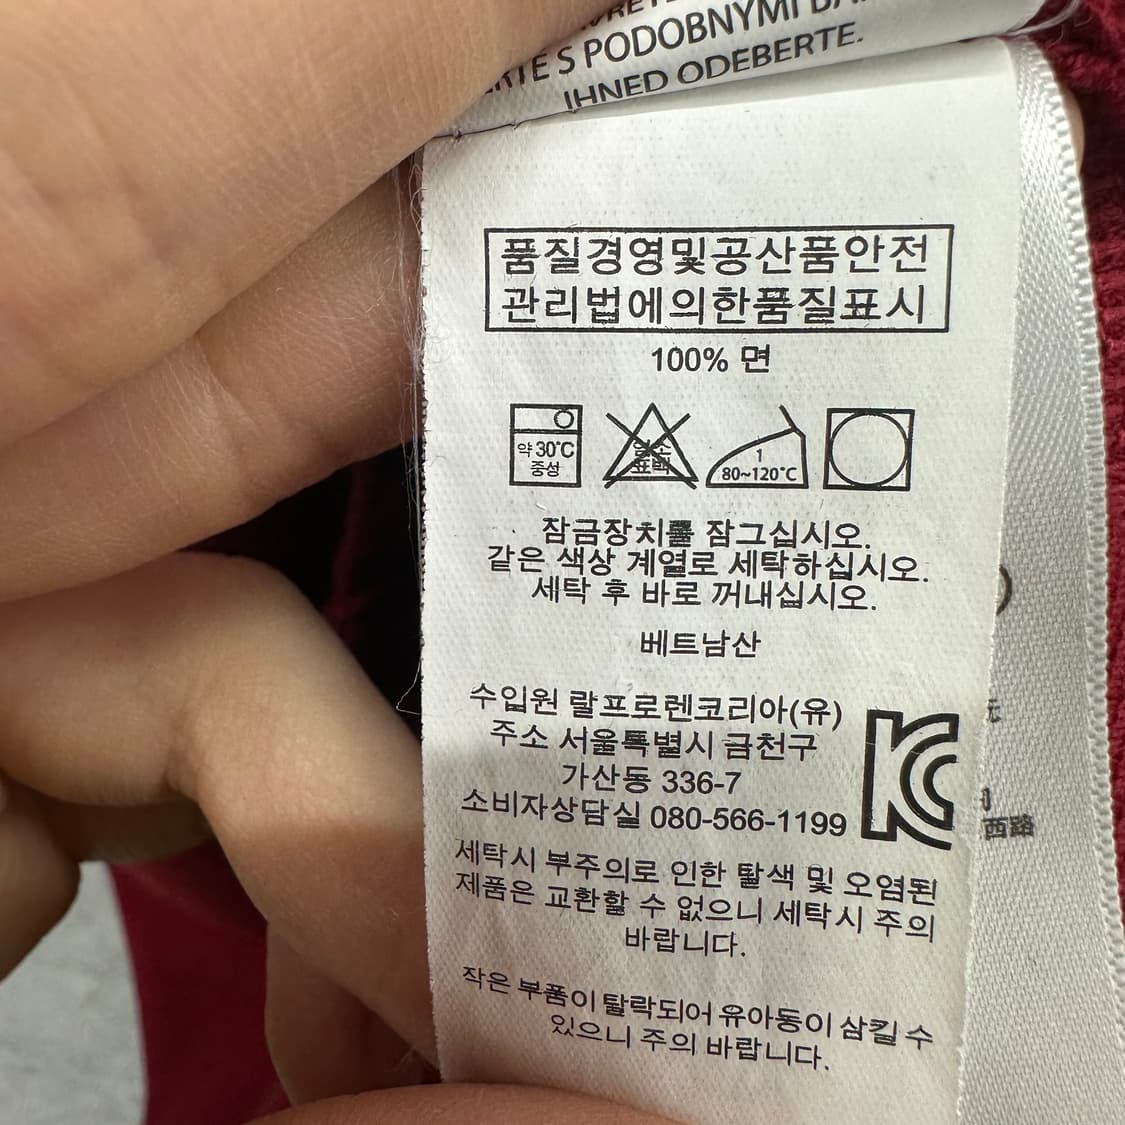 S PODOBNÝMI
IHNED ODEBERTE.
품질경영및공산품안전
관리법에의한품질표시
100% 면
약 30°C
중성
염소
표백
1
80~120°C
잠금장치를 잠그십시오.
같은 색상 계열로 세탁하십시오.
세탁 후 바로 꺼내십시오.
베트남산
수입원 랄프로렌코리아(유)
주소 서울특별시 금천구
가산동 336-7
소비자상담실 080-566-1199
세탁시 부주의로 인한 탈색 및 오염된
제품은 교환할 수 없으니 세탁시 주의
바랍니다.
작은 부품이 탈락되어 유아동이 삼킬 수
있으니 주의 바랍니다.
西路